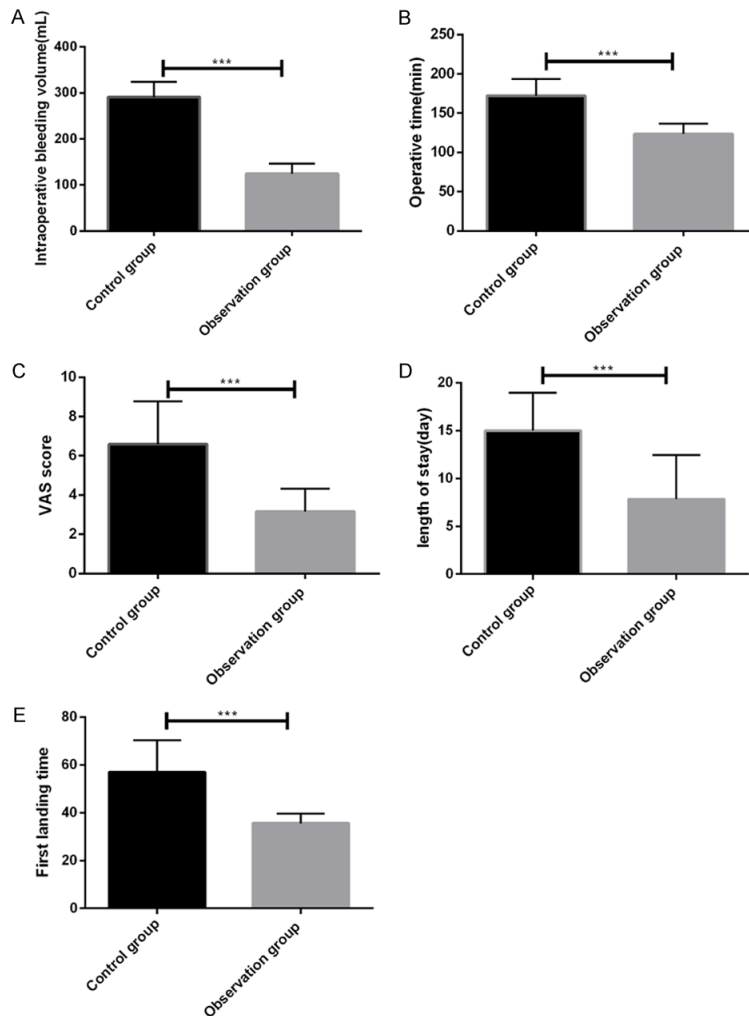 A
Intraoperative bleeding volume(mL)
400
300
200
100
0
***
Control group
Observation group
B
Operative time(min)
250
200
150
100
50
0
***
Control group
Observation group
C
VAS score
10
8
6
4
2
0
***
Control group
Observation group
D
length of stay(day)
20
15
10
5
0
***
Control group
Observation group
E
First landing time
80
60
40
20
0
***
Control group
Observation group